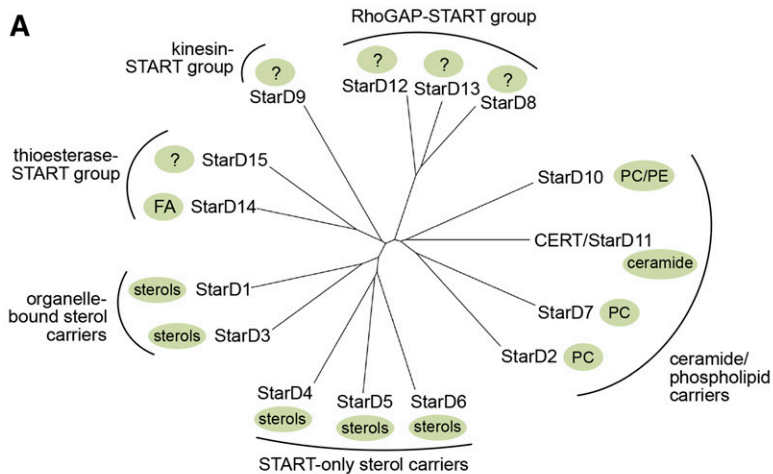 A
RhoGAP-START group
kinesin-
START group
?
StarD9
?
StarD12
?
StarD13
?
StarD8
thioesterase-
START group
? StarD15
FA StarD14
StarD10 PC/PE
CERT/StarD11
ceramide
organelle-
bound sterol
carriers
sterols StarD1
sterols StarD3
StarD7 PC
StarD2 PC
ceramide/
phospholipid
carriers
StarD4
sterols
StarD5
sterols
StarD6
sterols
START-only sterol carriers